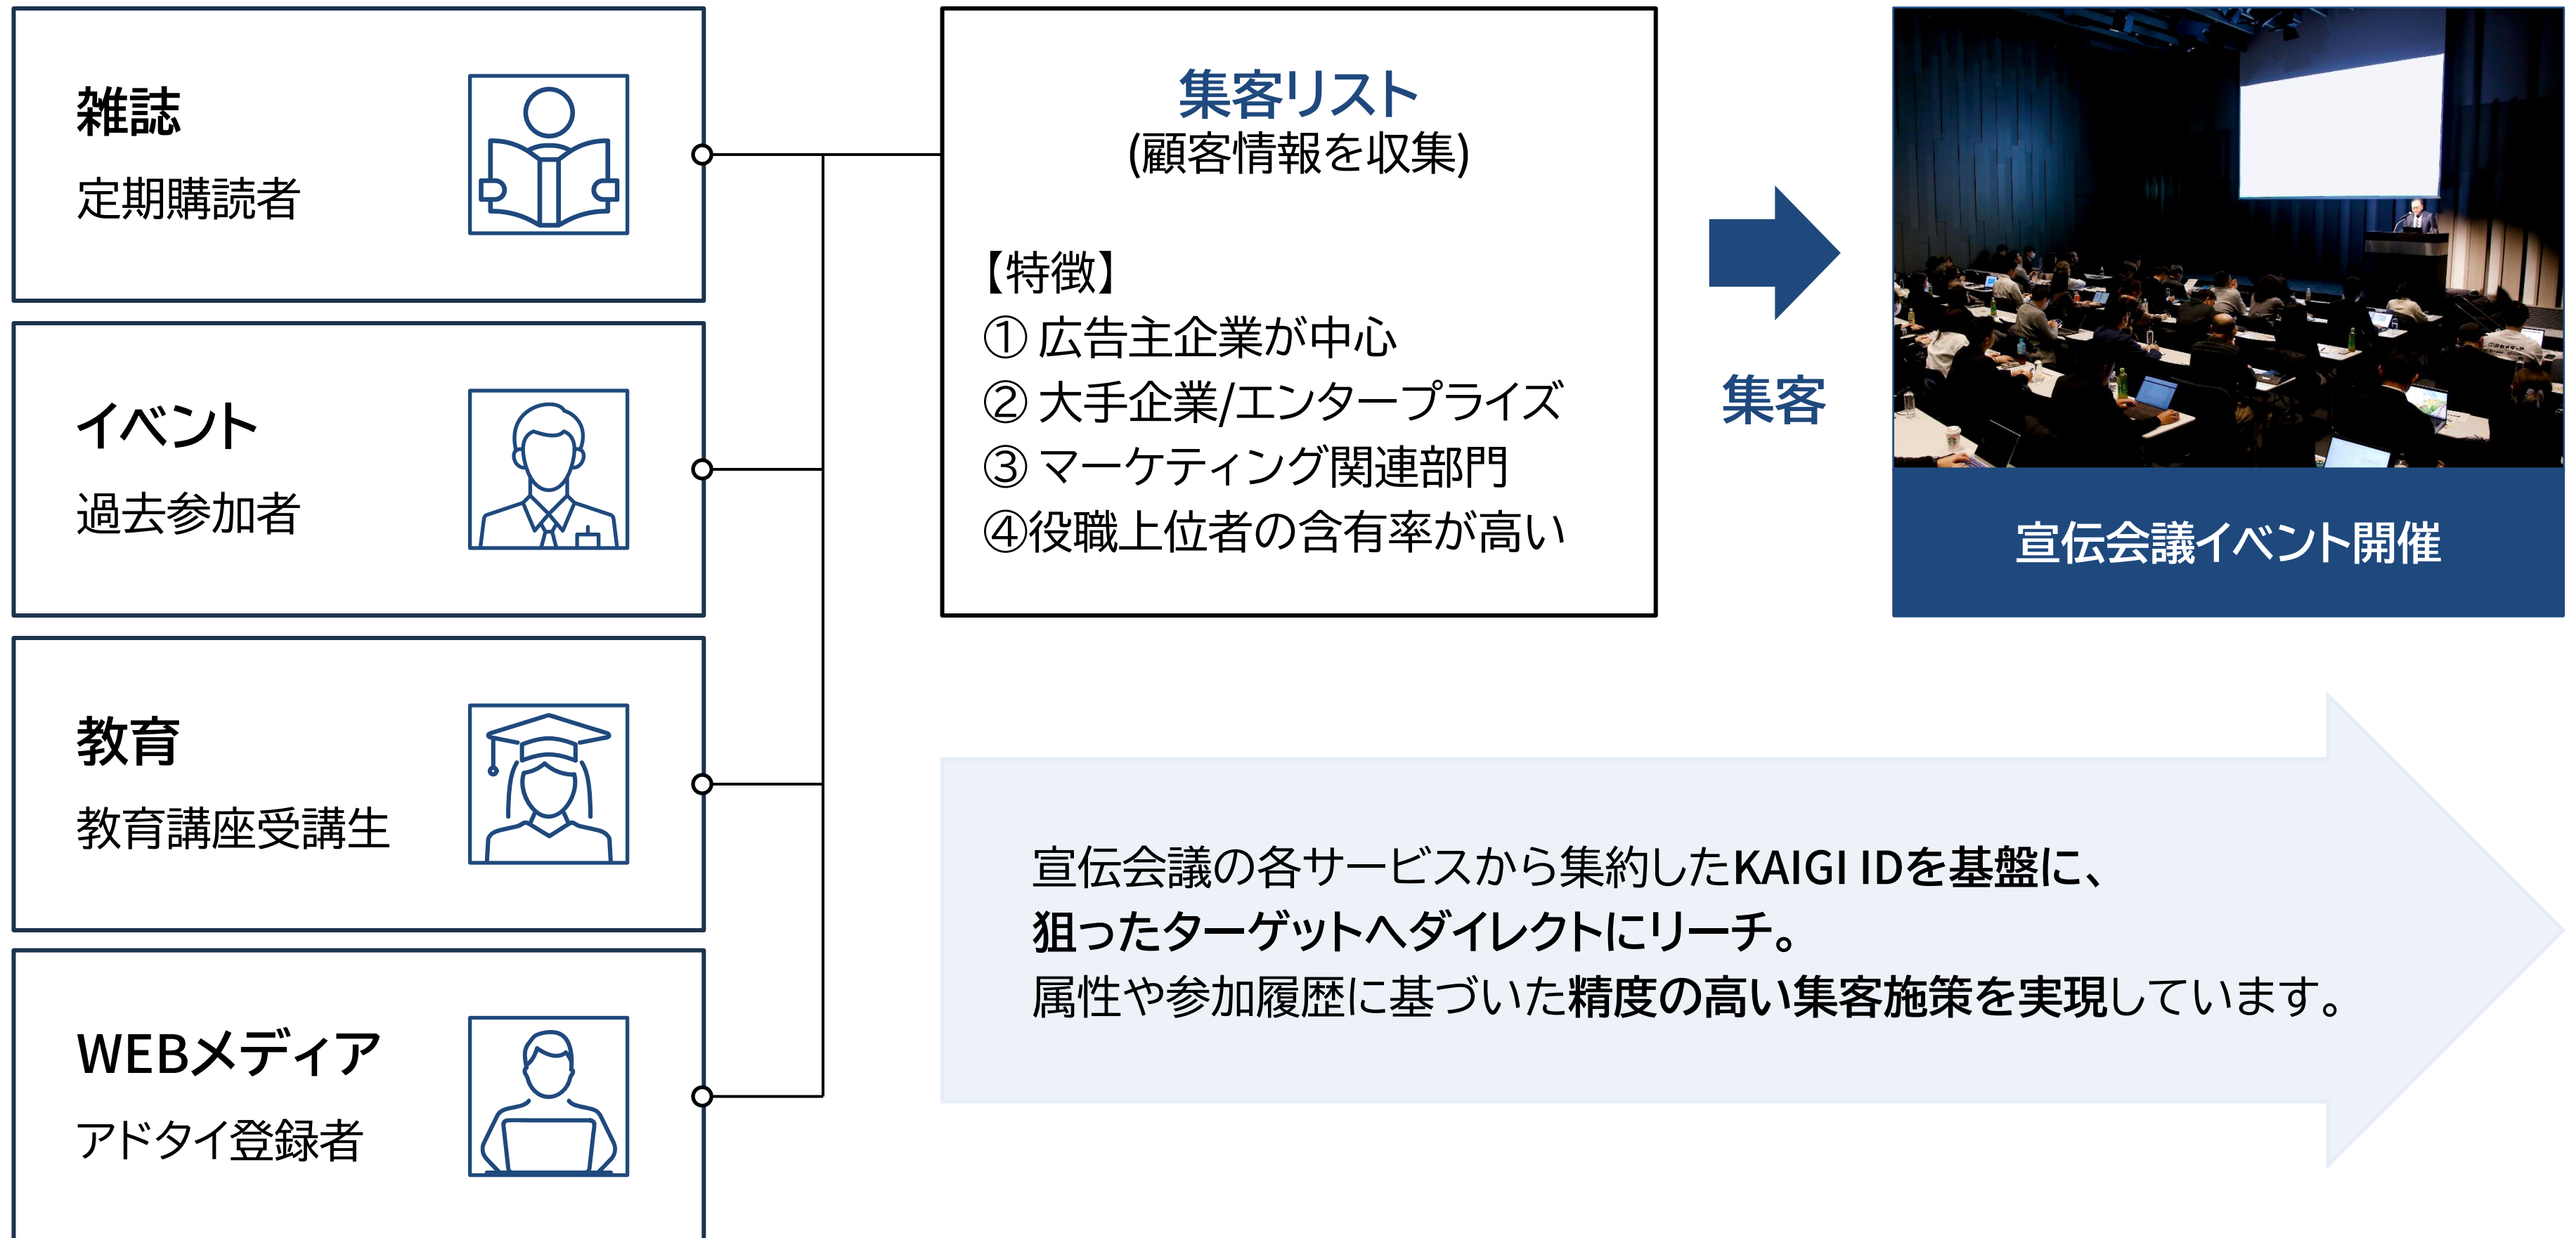 雑誌
定期購読者
イベント
過去参加者
教育
教育講座受講生
WEBメディア
アドタイ登録者
集客リスト
(顧客情報を収集)
【特徴】
① 広告主企業が中心
② 大手企業/エンタープライズ
③ マーケティング関連部門
④役職上位者の含有率が高い
集客
宣伝会議イベント開催
宣伝会議の各サービスから集約したKAIGI IDを基盤に、
狙ったターゲットへダイレクトにリーチ。
属性や参加履歴に基づいた精度の高い集客施策を実現しています。